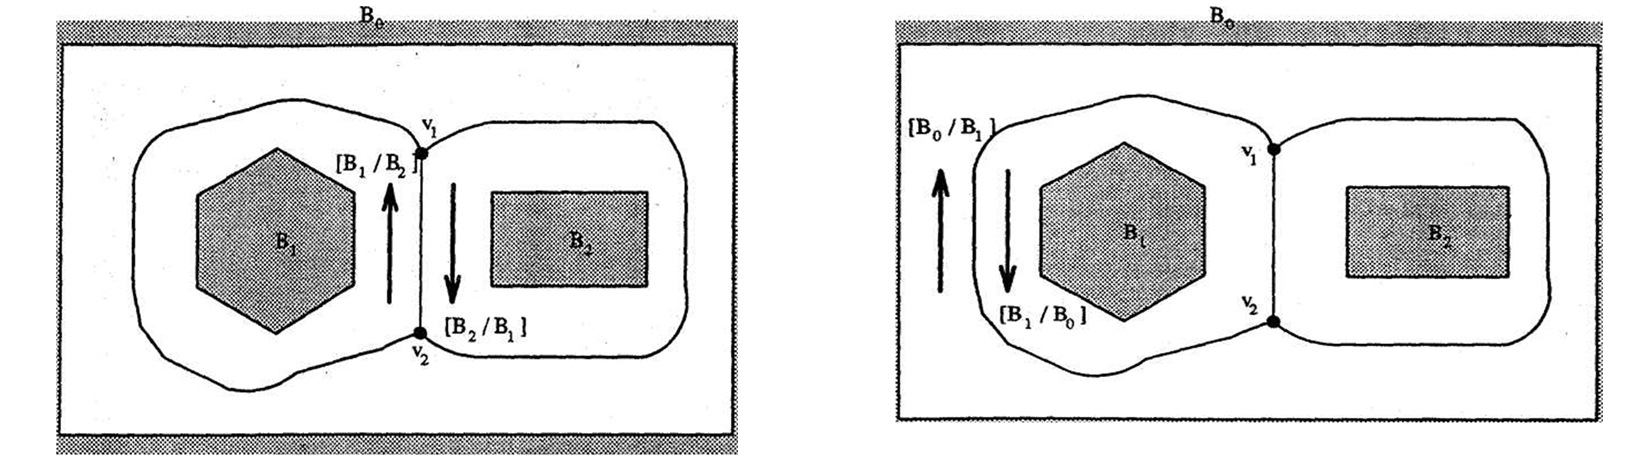 B₀
v₁
[B₁ / B₂]
B₁
B₂
[B₂ / B₁]
v₂
B₀
[B₀ / B₁]
v₁
B₁
B₂
v₂
[B₁ / B₀]